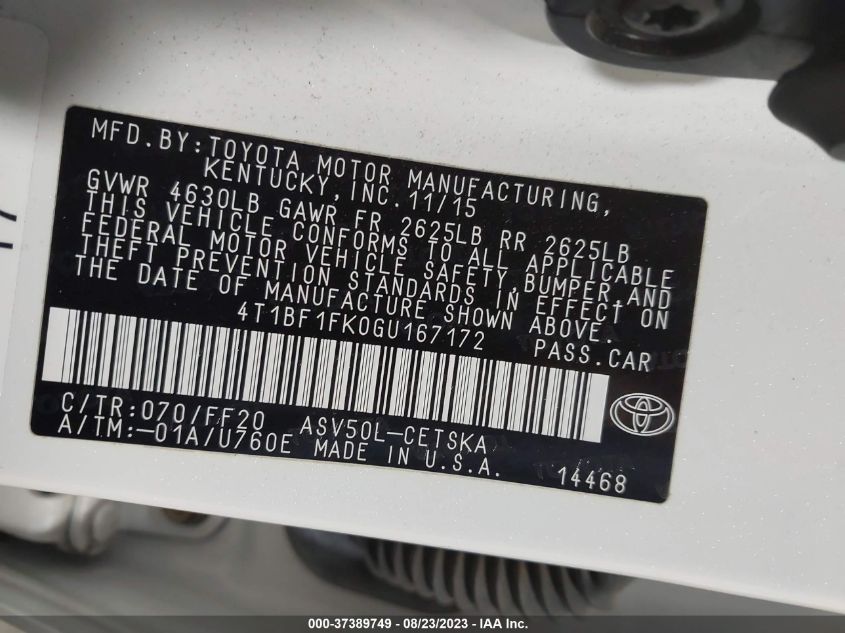 MFD.BY:TOYOTA MOTOR MANUFACTURING,
KENTUCKY, INC. 11/15
GVWR 4630LB GAWR FR 2625LB RR 2625LB
THIS VEHICLE CONFORMS TO ALL APPLICABLE
FEDERAL MOTOR VEHICLE SAFETY,BUMPER,AND
THEFT PREVENTION STANDARDS IN EFFECT ON
THE DATE OF MANUFACTURE SHOWN ABOVE.
4T1BF1FK0GU167172 PASS.CAR
C/TR:070/FF20 ASV50L-CETSKA
A/TM:-01A/U760E MADE IN U.S.A.
14468
000-37389749 - 08/23/2023 - IAA Inc.